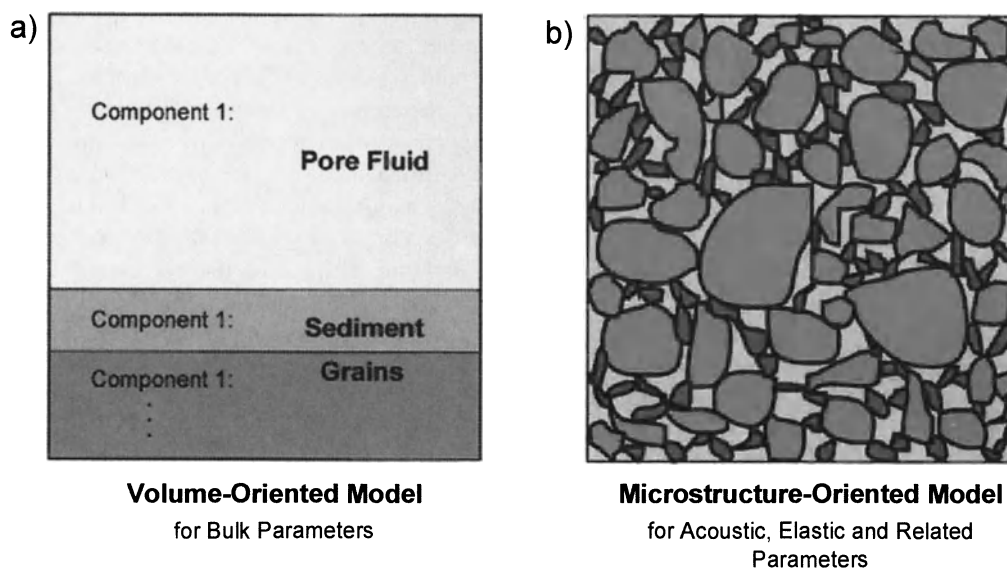 a)
Component 1:
Pore Fluid
Component 1:
Sediment
Grains
Component 1:
Volume-Oriented Model
for Bulk Parameters
b)
Microstructure-Oriented Model
for Acoustic, Elastic and Related
Parameters